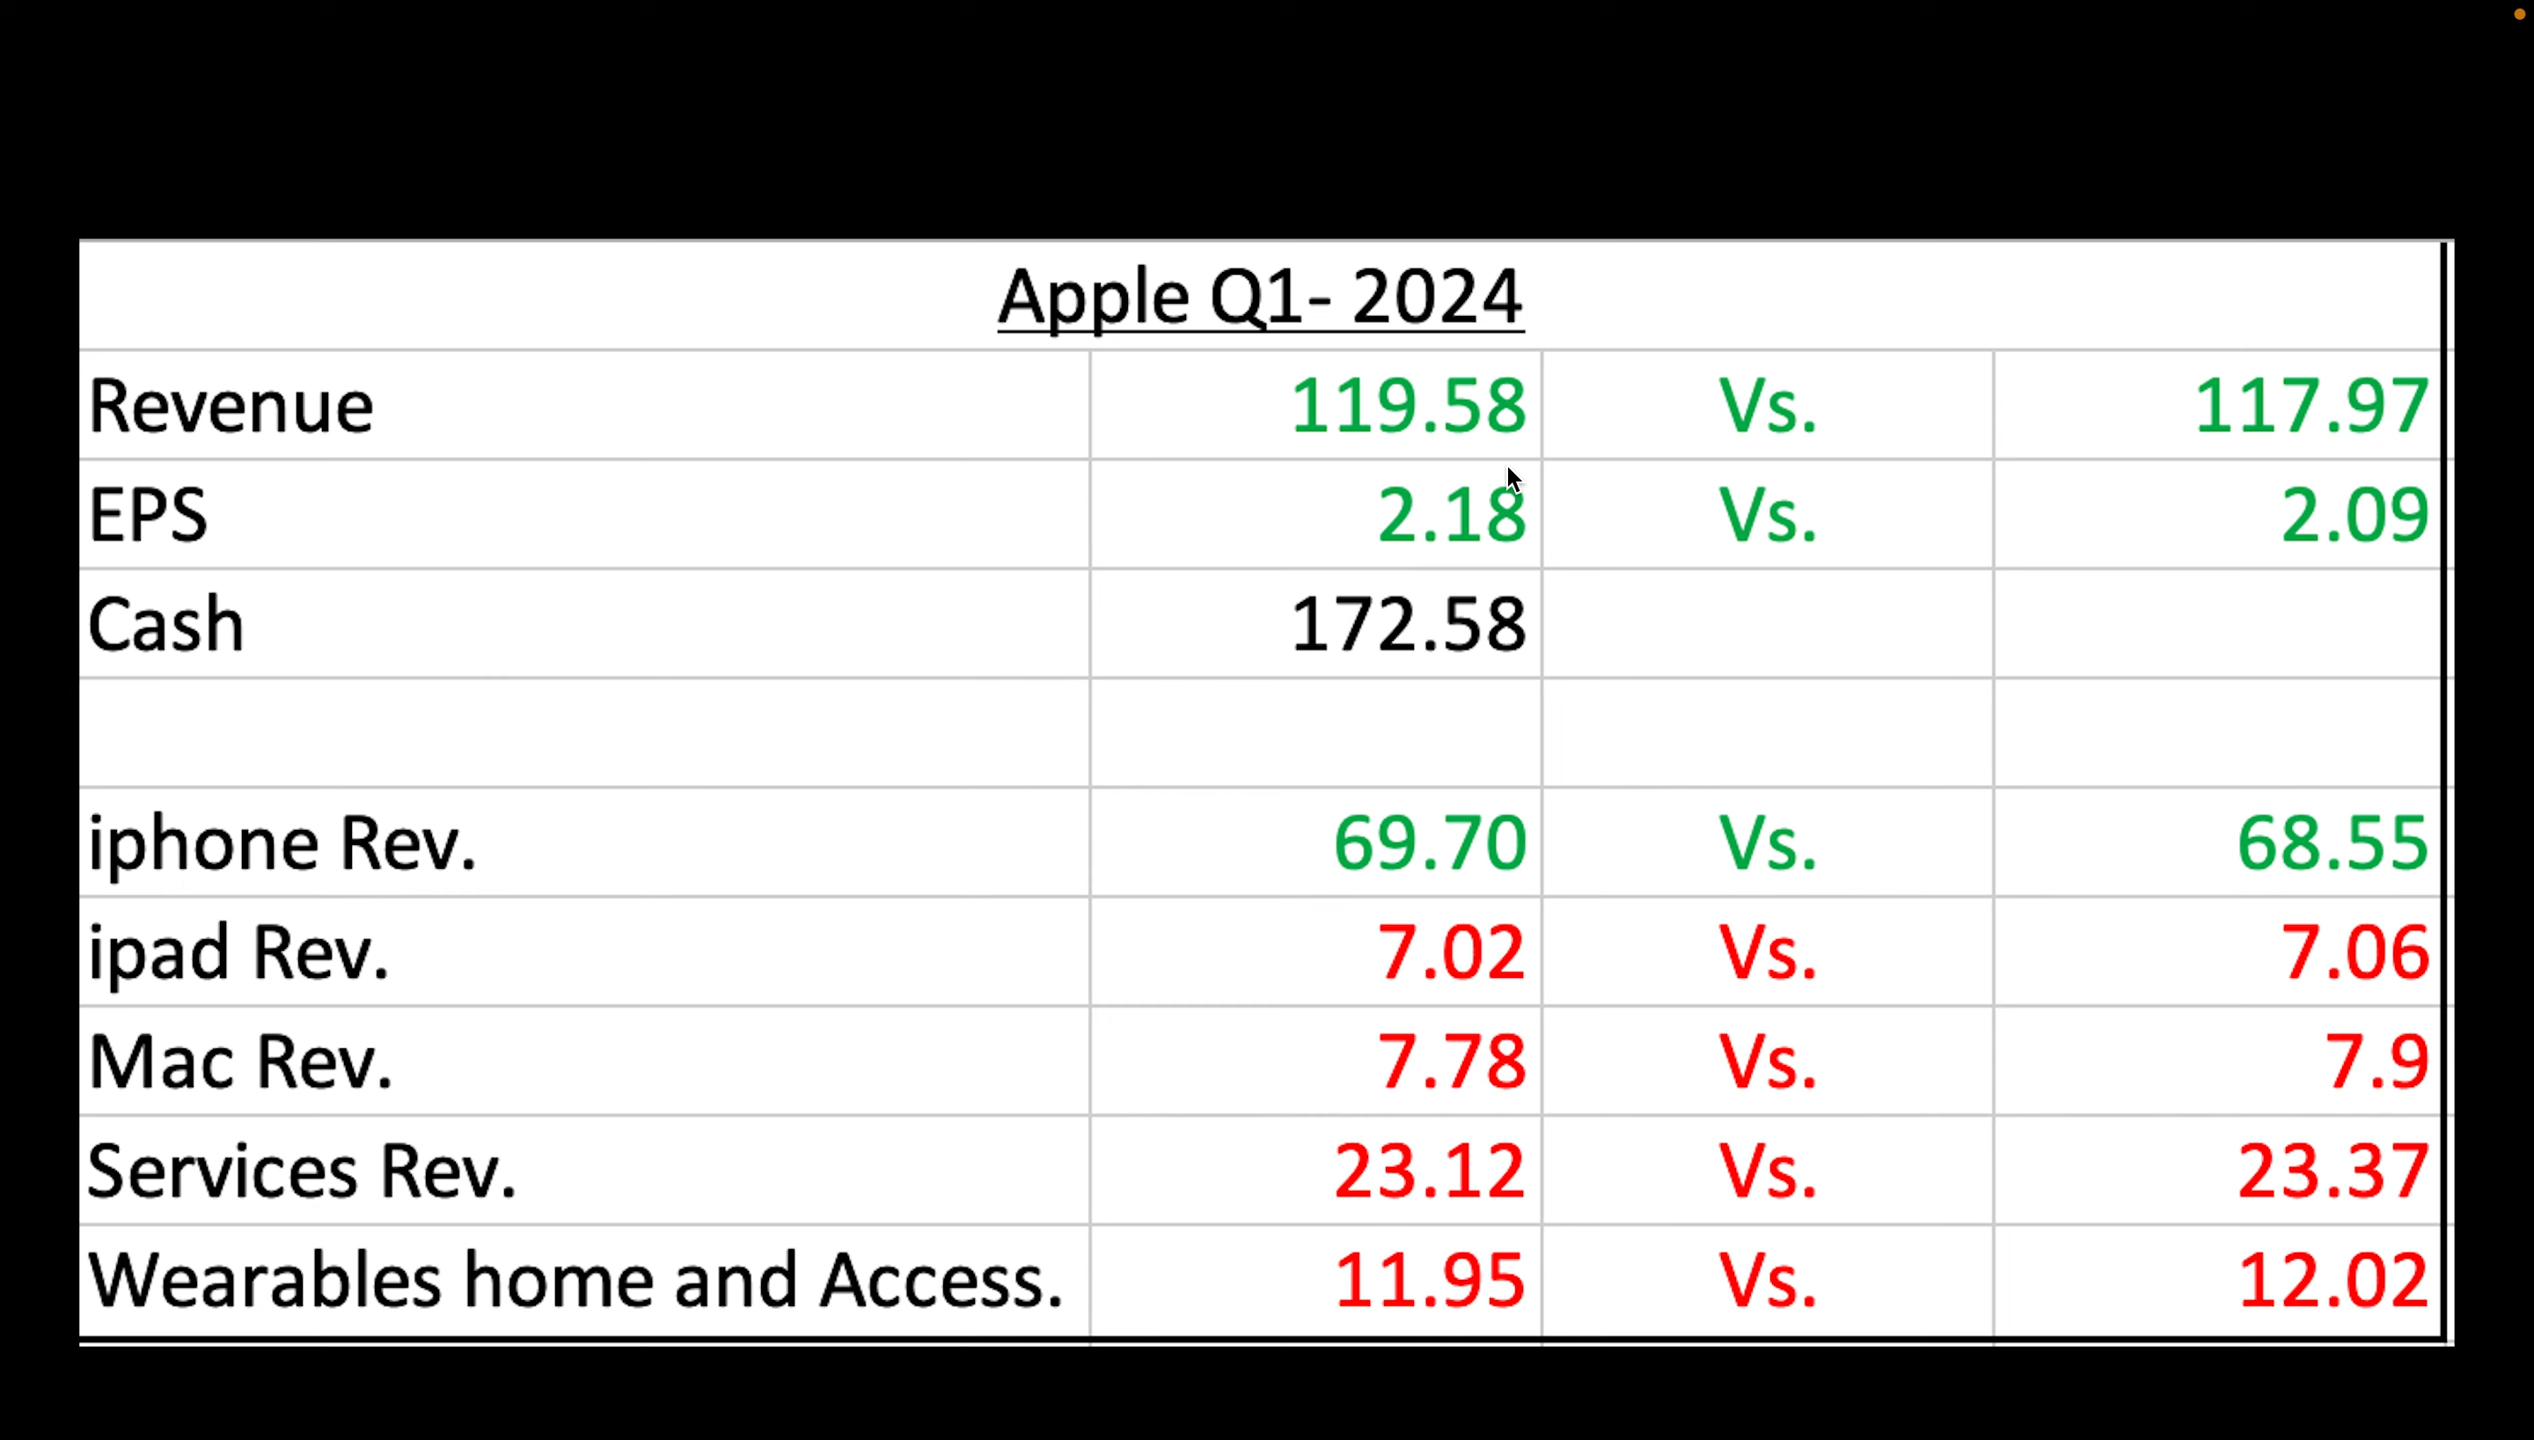 Apple Q1- 2024
Revenue 119.58 Vs. 117.97
EPS 2.18 Vs. 2.09
Cash 172.58
iphone Rev. 69.70 Vs. 68.55
ipad Rev. 7.02 Vs. 7.06
Mac Rev. 7.78 Vs. 7.9
Services Rev. 23.12 Vs. 23.37
Wearables home and Access. 11.95 Vs. 12.02